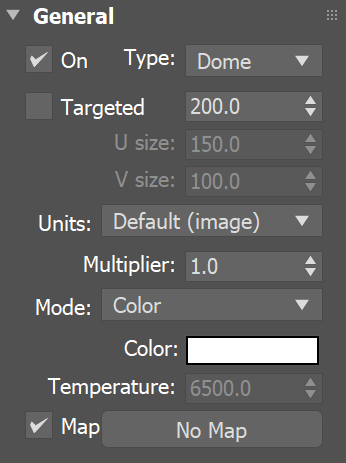 General
On Type: Dome
Targeted 200.0
U size: 150.0
V size: 100.0
Units: Default (image)
Multiplier: 1.0
Mode: Color
Color:
Temperature: 6500.0
Map No Map